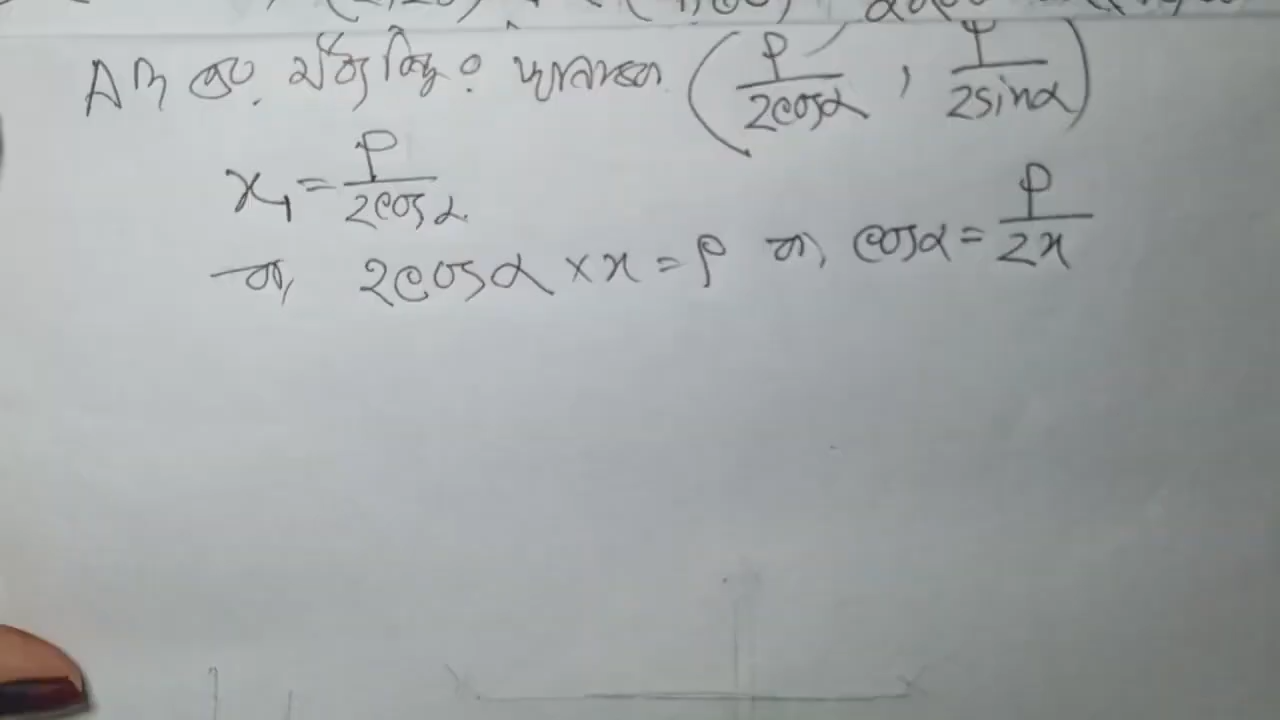 AB এর মধ্যবিন্দুর স্থানাঙ্ক (P/2cosα , P/2sinα)
x₁ = P/2cosα
বা, 2cosα × x = P বা, cosα = P/2x